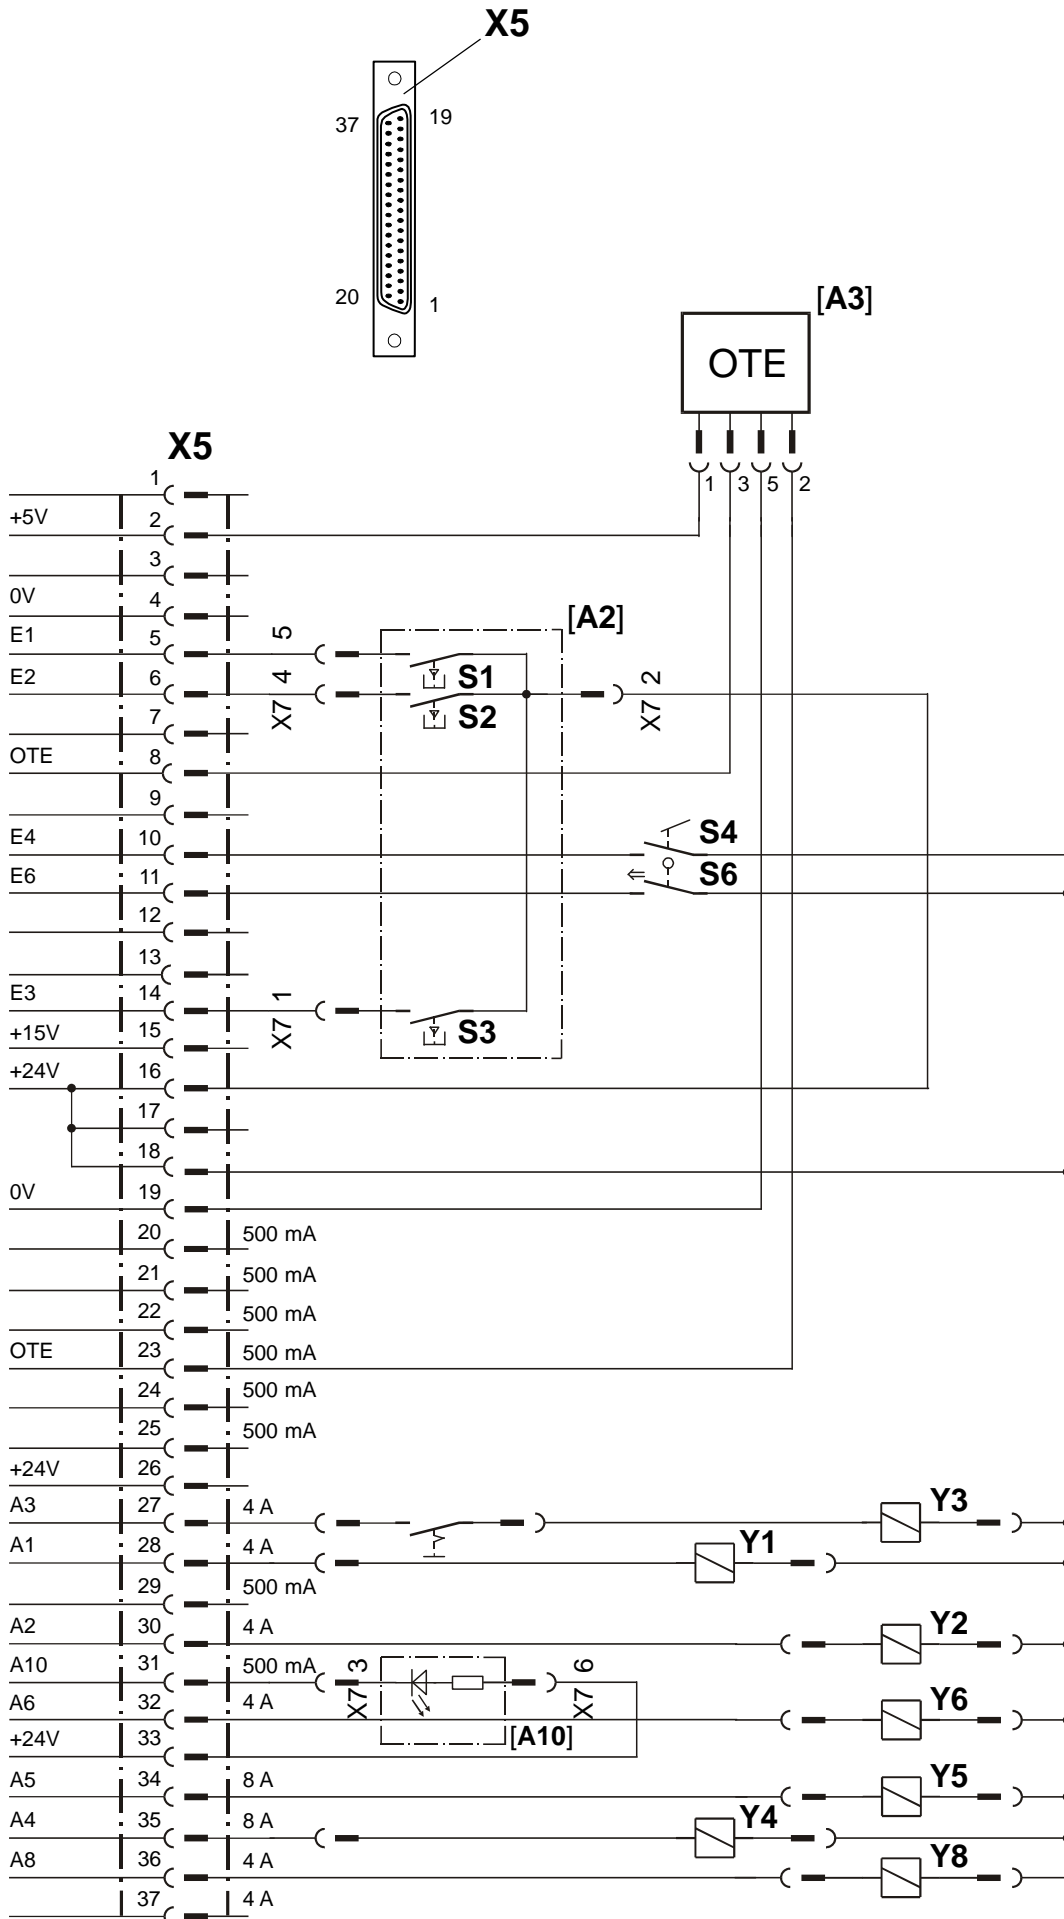 X5
37 19
20 1
[A3]
OTE
1 3 5 2
X5
1
+5V 2
3
0V 4
E1 5 5 [A2]
S1
E2 6 X7 4 X7 2
S2
7
OTE 8
9
E4 10 S4
E6 11 S6
12
13
E3 14 X7 1
S3
+15V 15
+24V 16
17
18
0V 19
20 500 mA
21 500 mA
22 500 mA
OTE 23 500 mA
24 500 mA
25 500 mA
+24V 26
A3 27 4 A Y3
A1 28 4 A Y1
29 500 mA
A2 30 4 A Y2
A10 31 500 mA X7 3 X7 6
A6 32 4 A Y6
+24V 33 [A10]
A5 34 8 A Y5
A4 35 8 A Y4
A8 36 4 A Y8
37 4 A